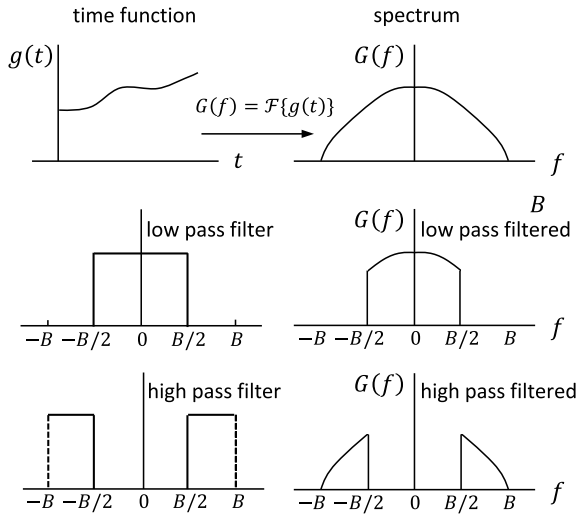 time function
spectrum
g(t)
G(f)
G(f) = ℱ{g(t)}
t
f
B
low pass filter
G(f)
low pass filtered
−B −B/2 0 B/2 B
−B −B/2 0 B/2 B
f
high pass filter
G(f)
high pass filtered
−B −B/2 0 B/2 B
−B −B/2 0 B/2 B
f